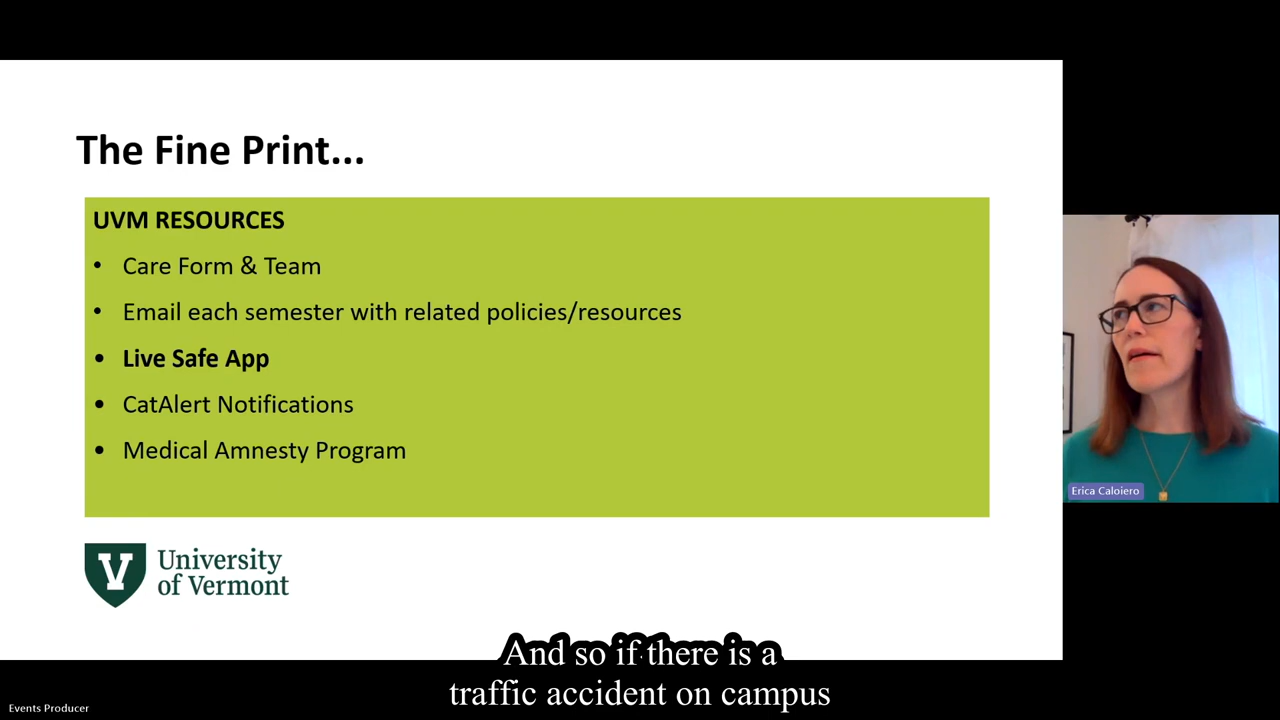 The Fine Print...
UVM RESOURCES
• Care Form & Team
• Email each semester with related policies/resources
• Live Safe App
• CatAlert Notifications
• Medical Amnesty Program
V University
of Vermont
Erica Caloiero
And so if there is a
traffic accident on campus
Events Producer